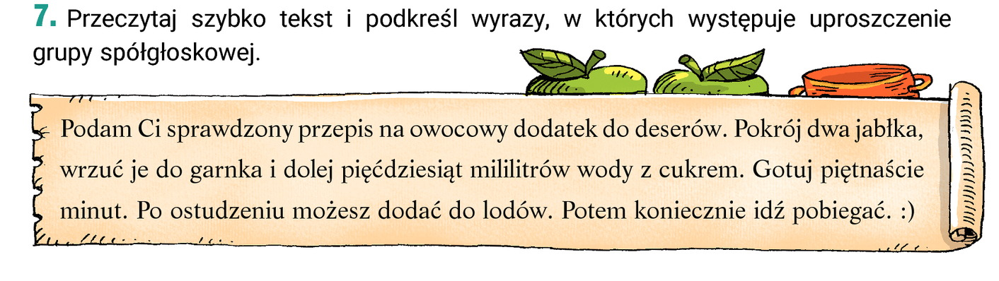 7. Przeczytaj szybko tekst i podkreśl wyrazy, w których występuje uproszczenie
grupy spółgłoskowej.
Podam Ci sprawdzony przepis na owocowy dodatek do deserów. Pokrój dwa jabłka,
wrzuć je do garnka i dolej pięćdziesiąt mililitrów wody z cukrem. Gotuj piętnaście
minut. Po ostudzeniu możesz dodać do lodów. Potem koniecznie idź pobiegać. :)